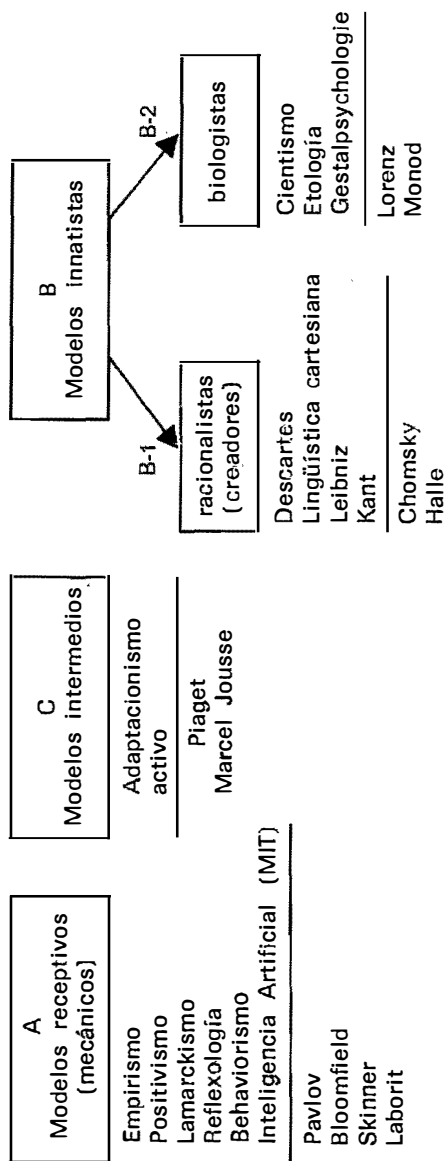 A
Modelos receptivos
(mecánicos)
Empirismo
Positivismo
Lamarckismo
Reflexología
Behaviorismo
Inteligencia Artificial (MIT)
Pavlov
Bloomfield
Skinner
Laborit
C
Modelos intermedios
Adaptacionismo
activo
Piaget
Marcel Jousse
B
Modelos innatistas
B-1
racionalistas
(creadores)
Descartes
Lingüística cartesiana
Leibniz
Kant
Chomsky
Halle
B-2
biologistas
Cientismo
Etología
Gestalpsychologie
Lorenz
Monod